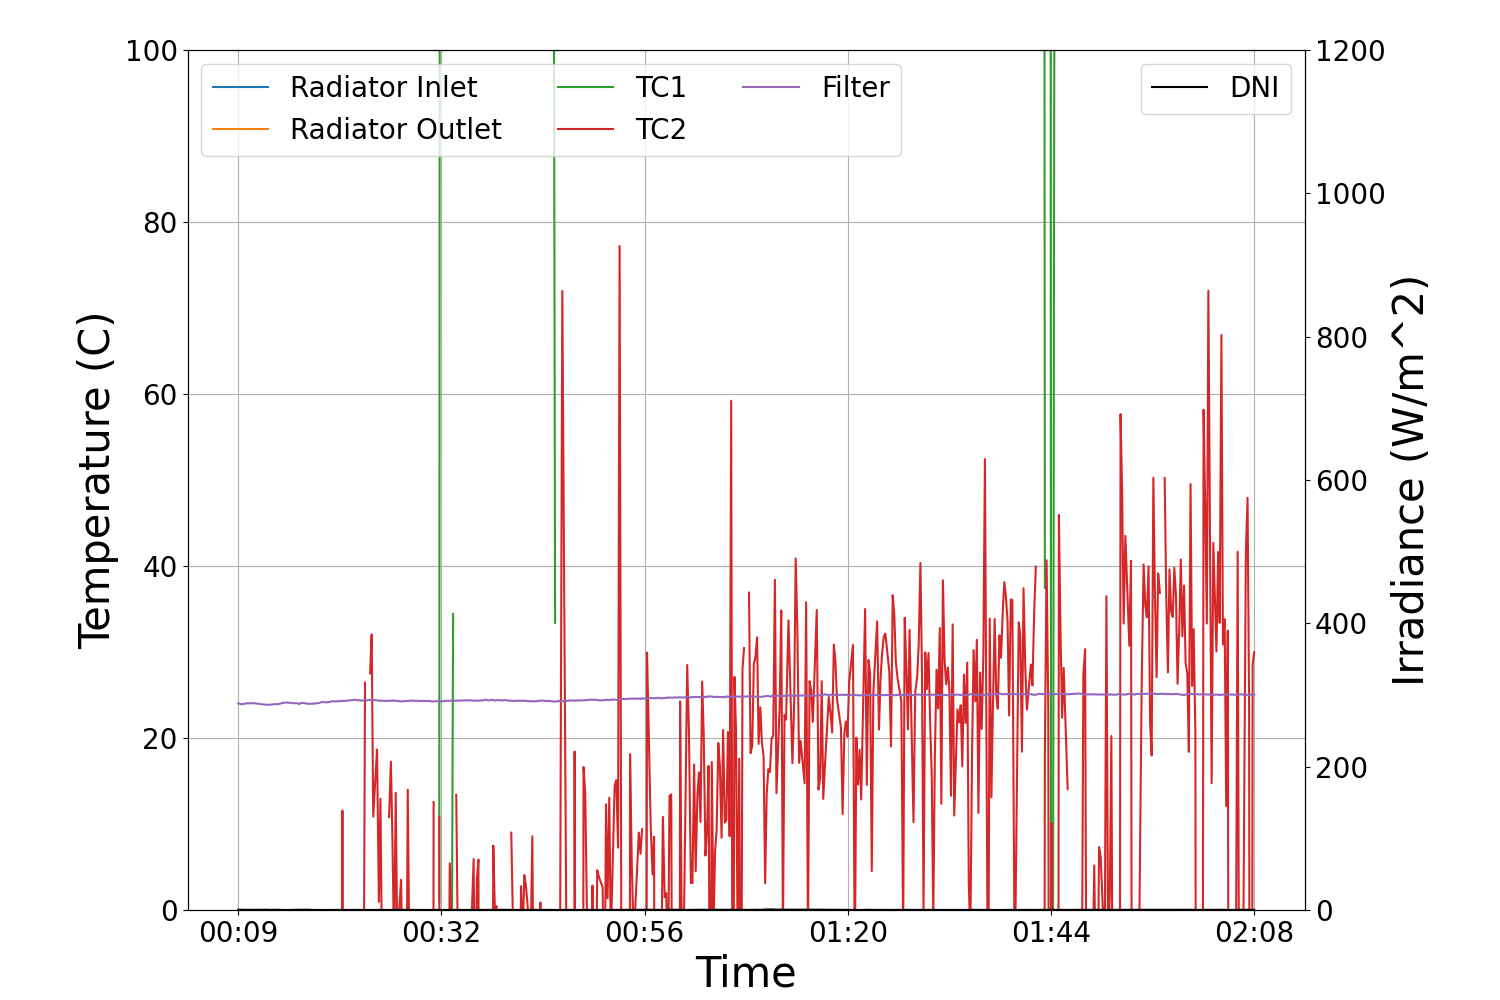 100
80
60
40
20
0
Temperature (C)
Radiator Inlet
Radiator Outlet
TC1
TC2
Filter
DNI
1200
1000
800
600
400
200
0
Irradiance (W/m^2)
00:09 00:32 00:56 01:20 01:44 02:08
Time